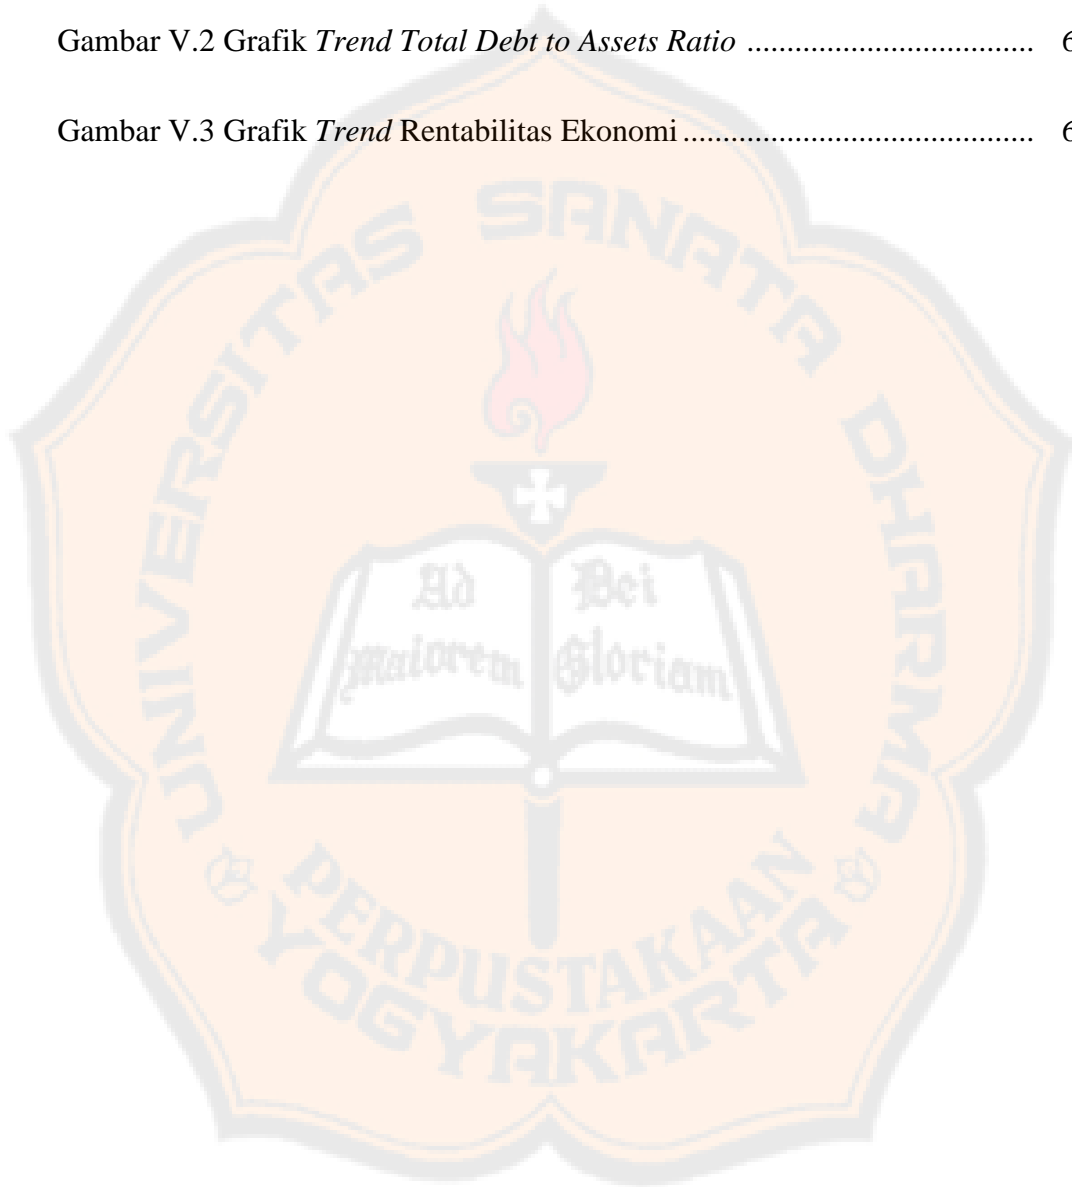 Gambar V.2 Grafik Trend Total Debt to Assets Ratio .................................... 6
Gambar V.3 Grafik Trend Rentabilitas Ekonomi ............................................ 6
UNIVERSITAS SANATA DHARMA
Ad Dei
Maiorem Gloriam
PERPUSTAKAAN
YOGYAKARTA